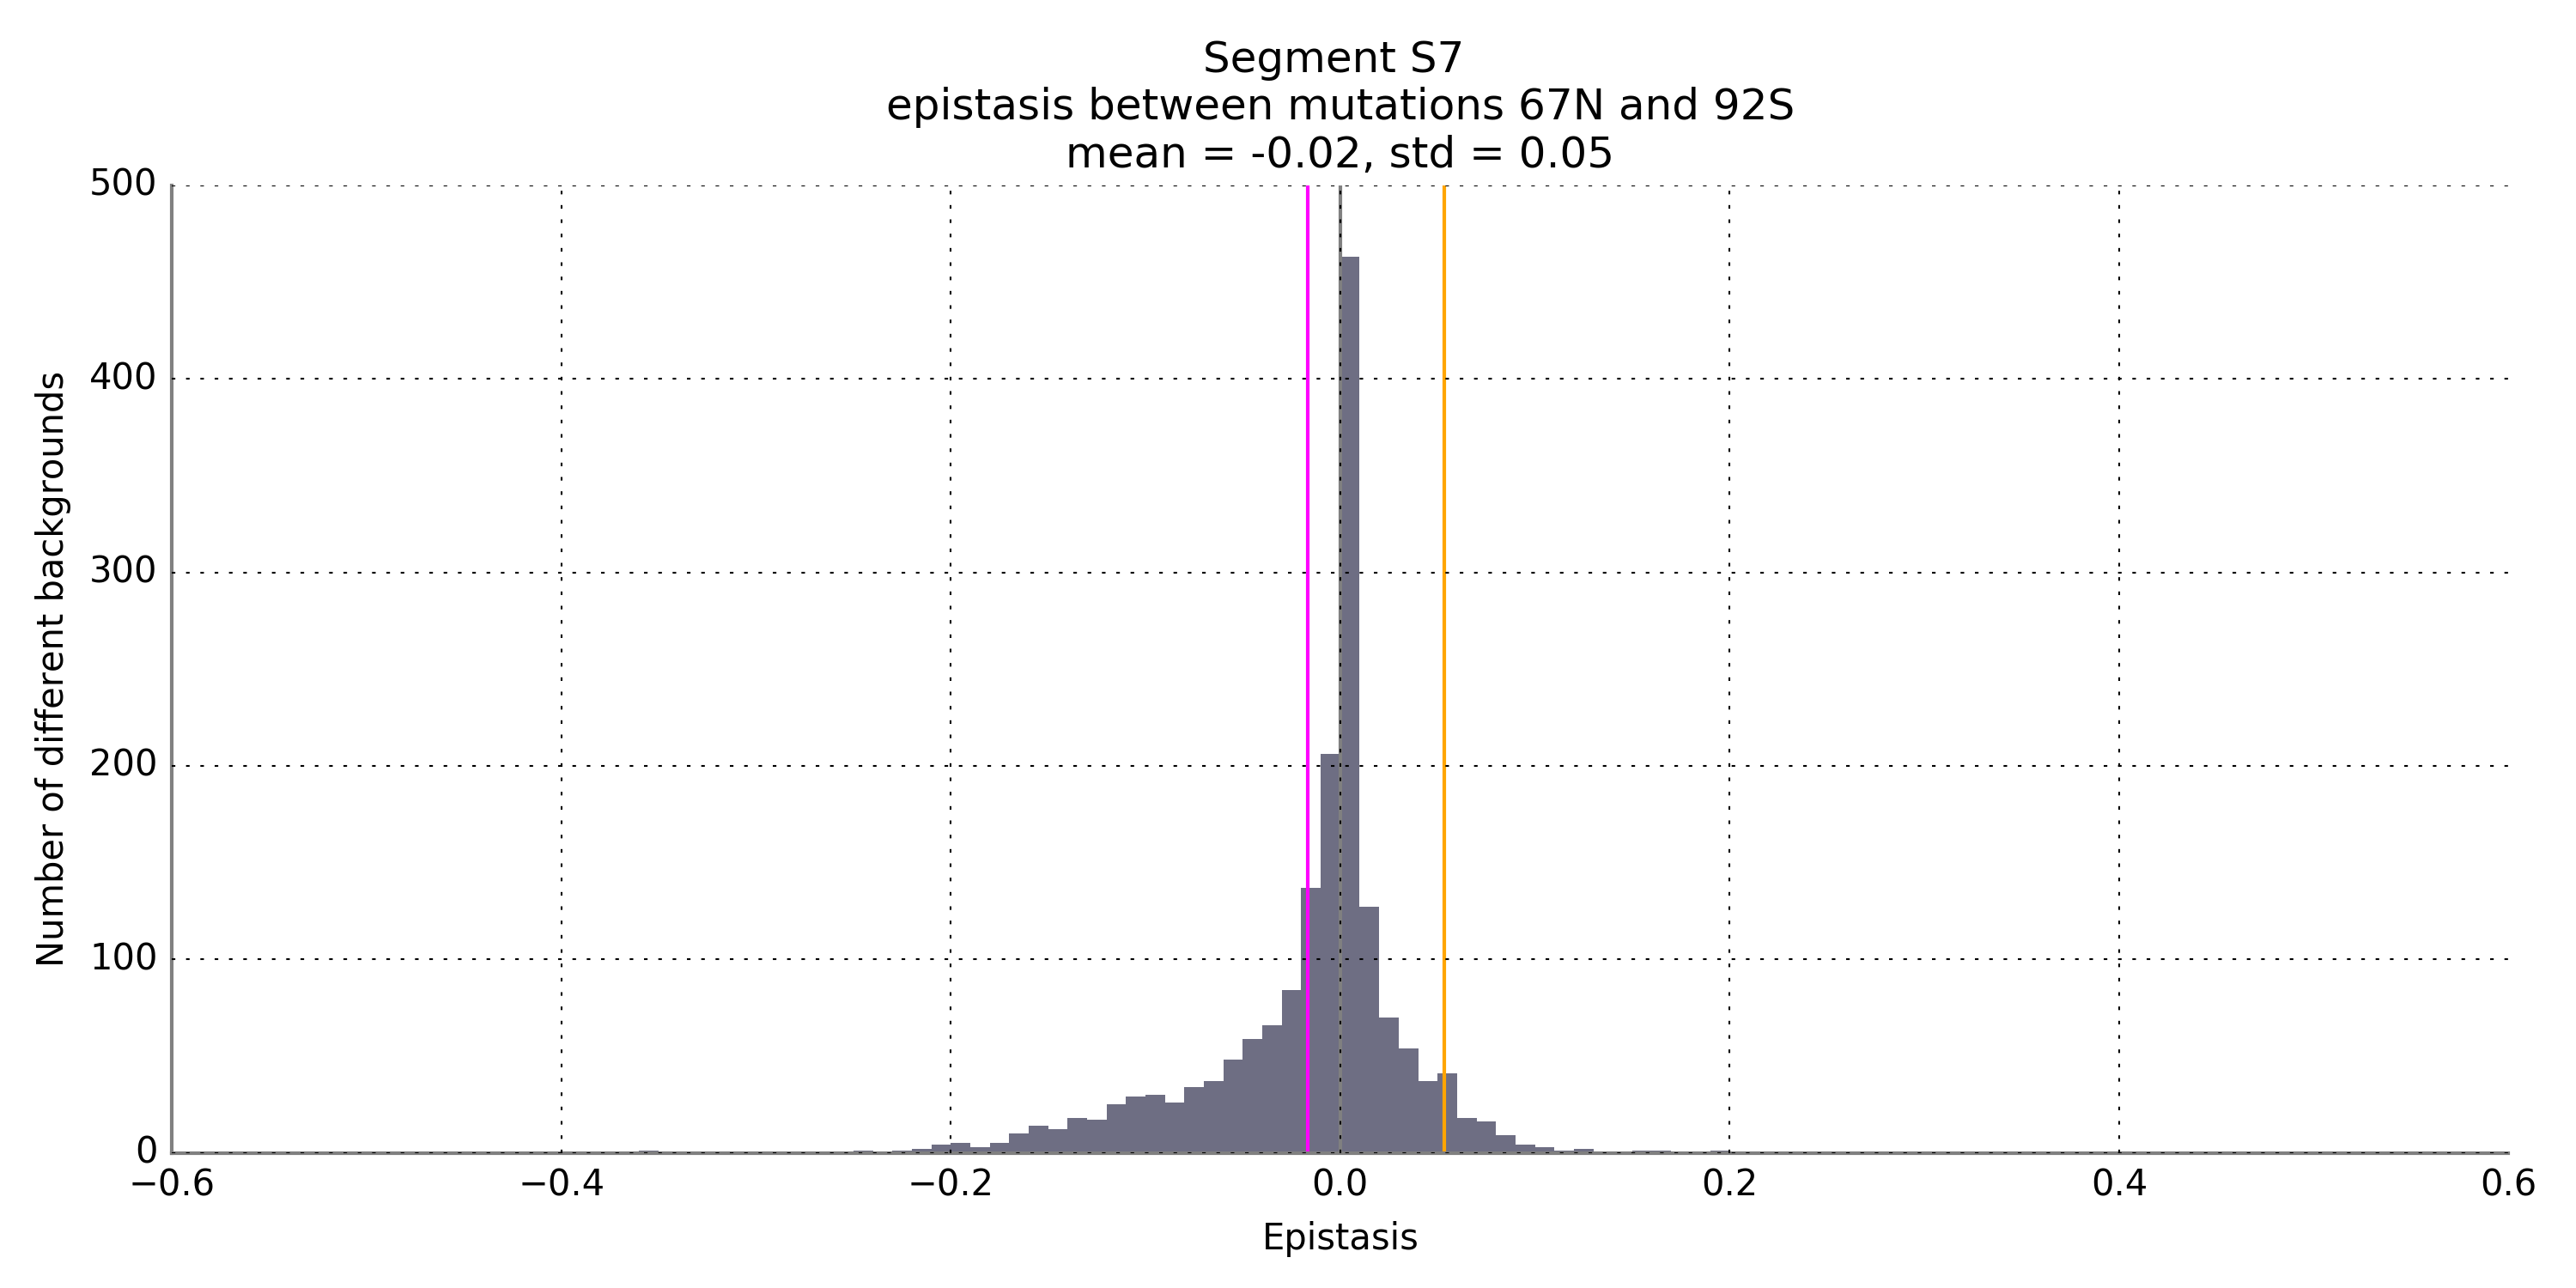 Segment S7
epistasis between mutations 67N and 92S
mean = -0.02, std = 0.05
500
400
300
200
100
0
Number of different backgrounds
−0.6
−0.4
−0.2
0.0
0.2
0.4
0.6
Epistasis